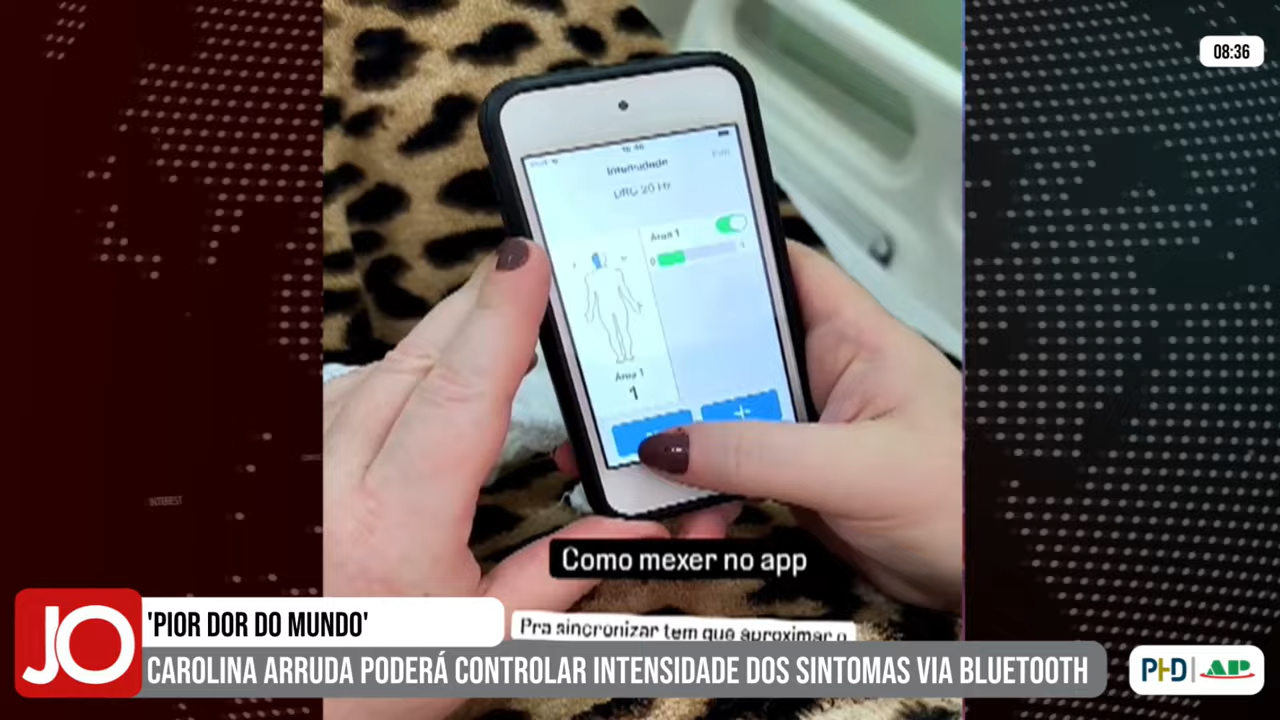 08:36
Intensidade
DRG 20 Hz
Área 1
0
Área 1
1
INTEREST
Como mexer no app
Pra sincronizar tem que aproximar o
JO
'PIOR DOR DO MUNDO'
CAROLINA ARRUDA PODERÁ CONTROLAR INTENSIDADE DOS SINTOMAS VIA BLUETOOTH
PHD | AP